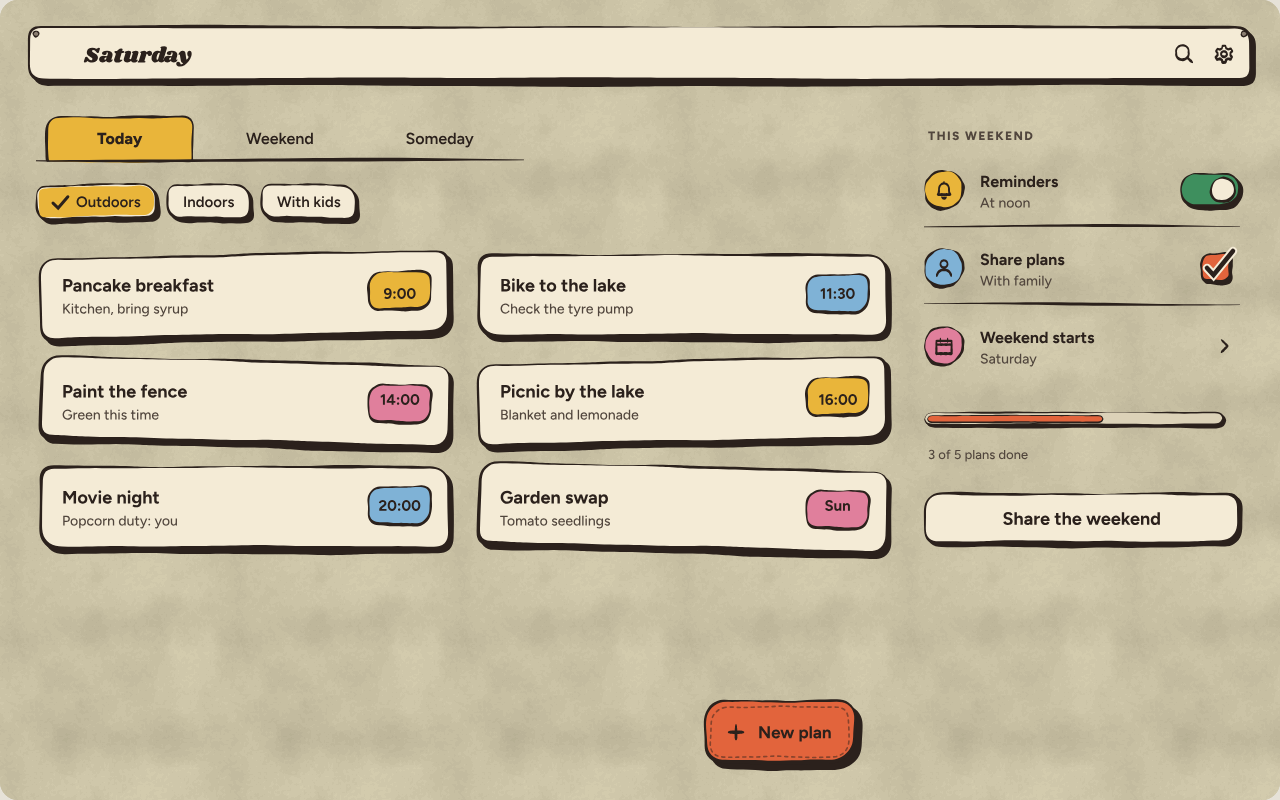 Saturday
Today
Weekend
Someday
Outdoors
Indoors
With kids
Pancake breakfast
Kitchen, bring syrup
9:00
Bike to the lake
Check the tyre pump
11:30
Paint the fence
Green this time
14:00
Picnic by the lake
Blanket and lemonade
16:00
Movie night
Popcorn duty: you
20:00
Garden swap
Tomato seedlings
Sun
THIS WEEKEND
Reminders
At noon
Share plans
With family
Weekend starts
Saturday
3 of 5 plans done
Share the weekend
New plan